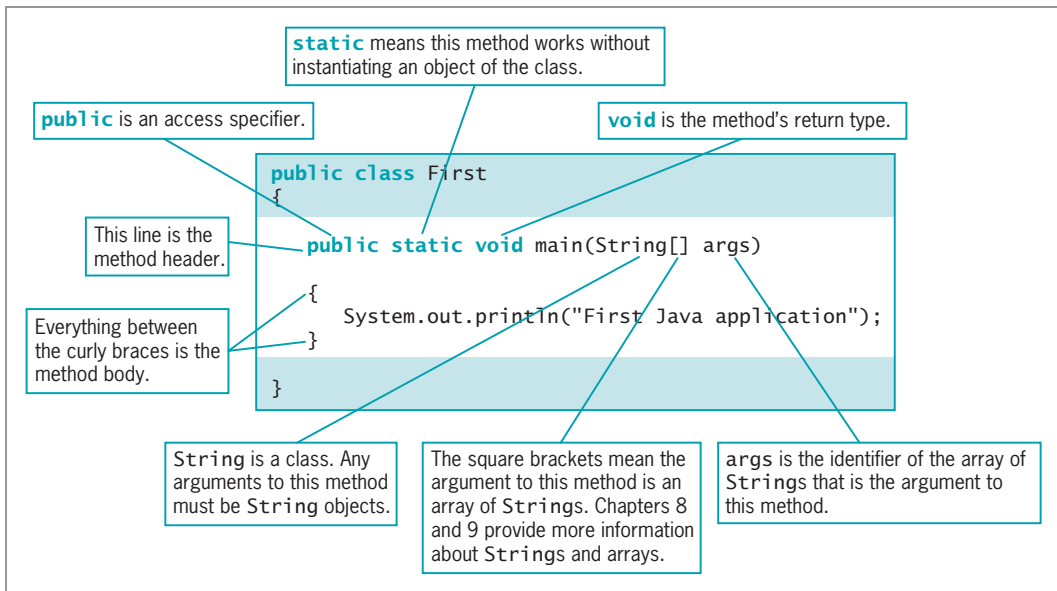 static means this method works without
instantiating an object of the class.
public is an access specifier.
void is the method's return type.
public class First
{
This line is the
method header.
public static void main(String[] args)
{
System.out.println("First Java application");
}
Everything between
the curly braces is the
method body.
}
String is a class. Any
arguments to this method
must be String objects.
The square brackets mean the
argument to this method is an
array of Strings. Chapters 8
and 9 provide more information
about Strings and arrays.
args is the identifier of the array of
Strings that is the argument to
this method.